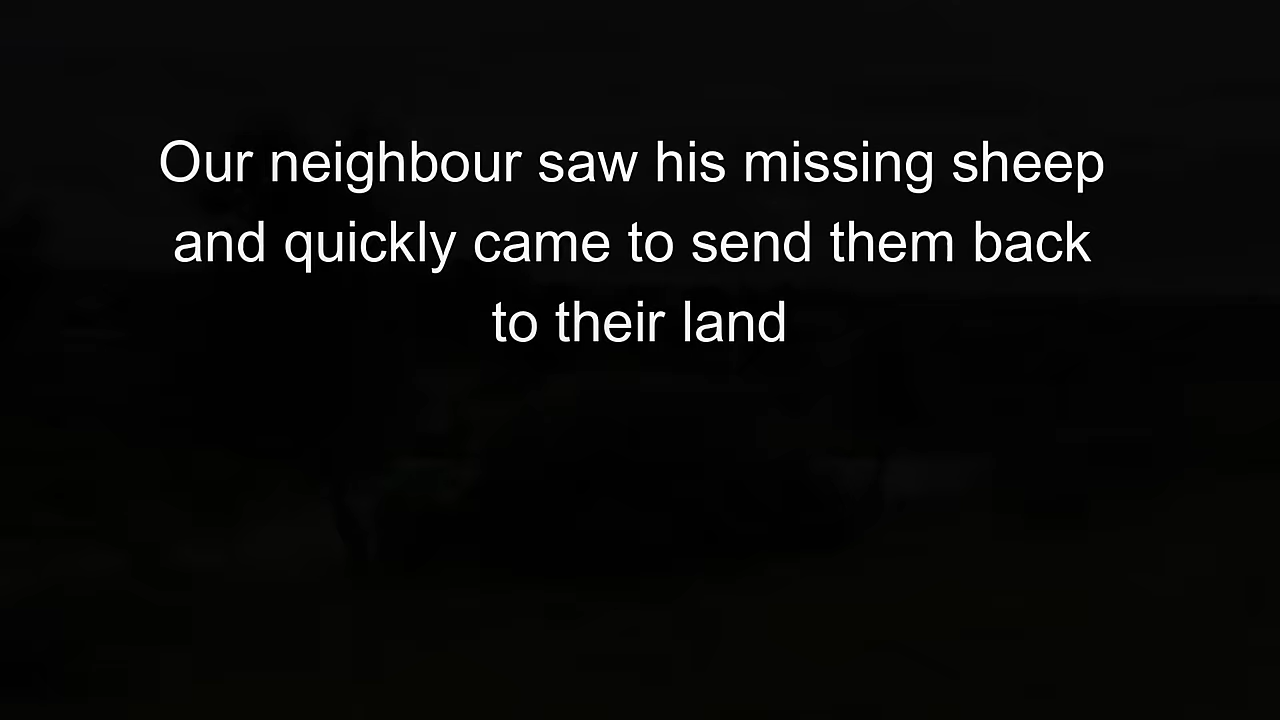 Our neighbour saw his missing sheep
and quickly came to send them back
to their land